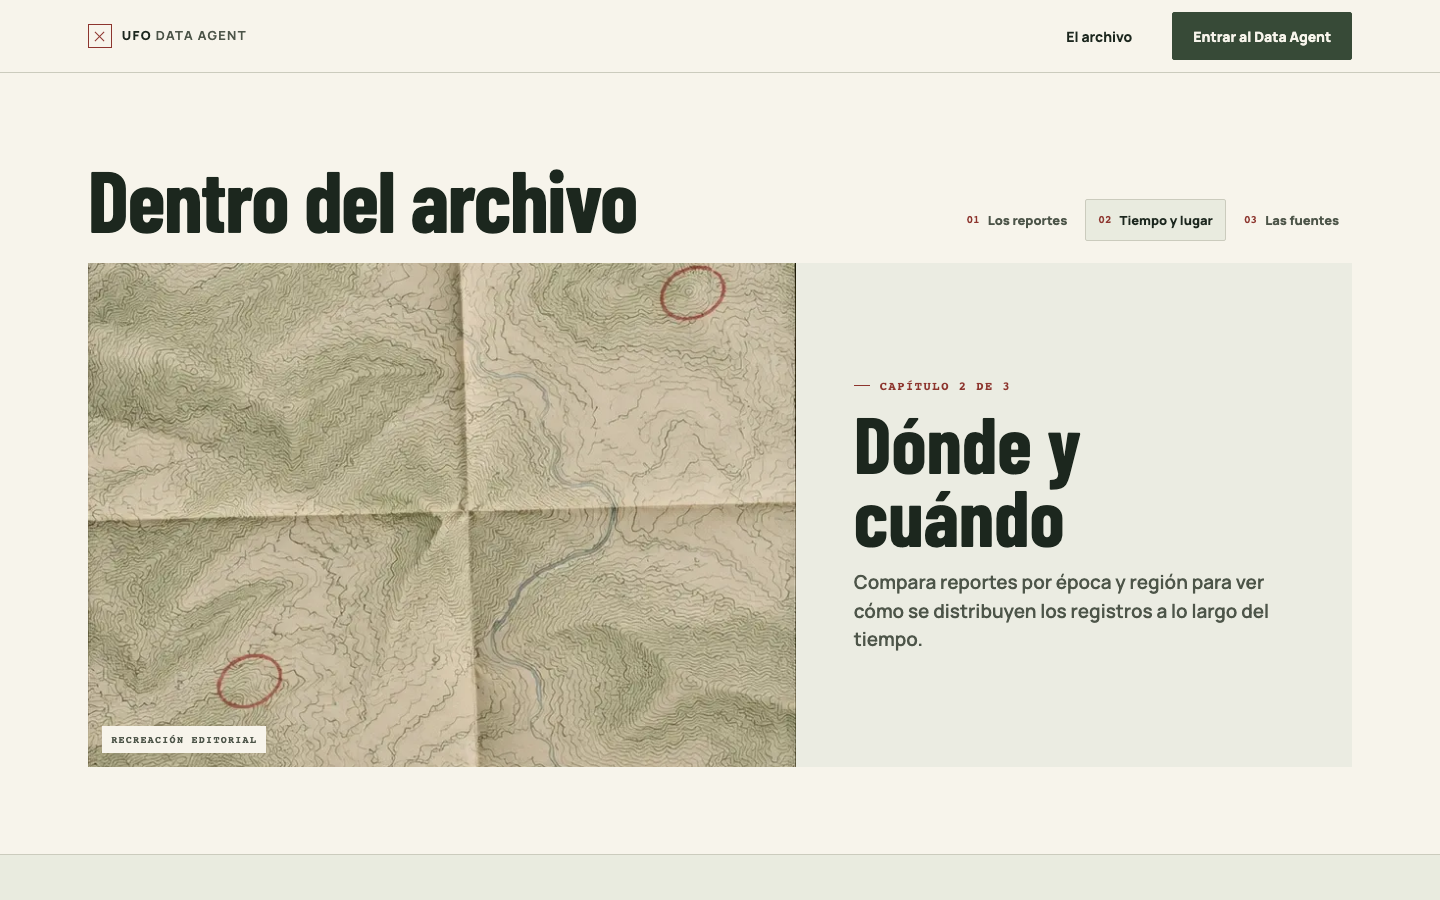 UFO DATA AGENT
El archivo
Entrar al Data Agent
Dentro del archivo
01 Los reportes
02 Tiempo y lugar
03 Las fuentes
CAPÍTULO 2 DE 3
Dónde y
cuándo
Compara reportes por época y región para ver
cómo se distribuyen los registros a lo largo del
tiempo.
RECREACIÓN EDITORIAL